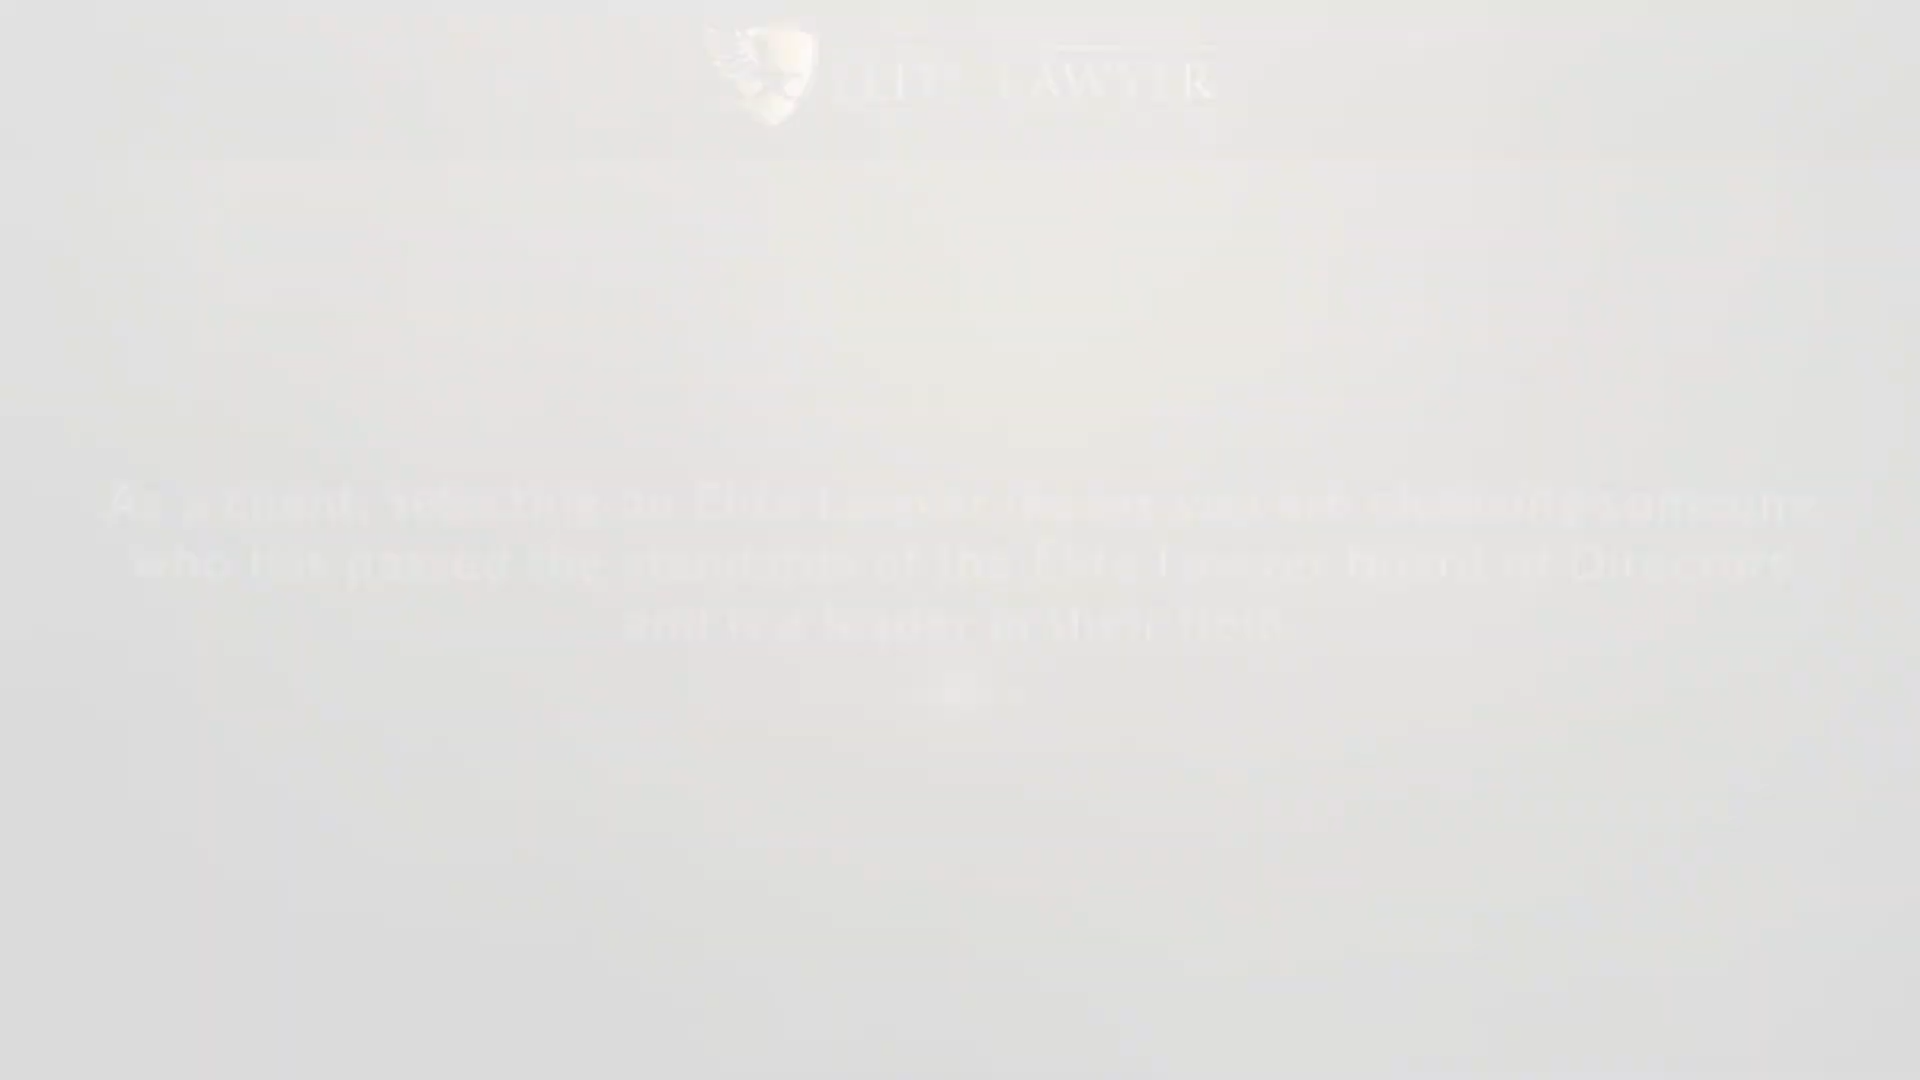 ELITE LAWYER
As a client, selecting an Elite Lawyer means you are choosing someone
who has passed the standards of the Elite Lawyer Board of Directors
and is a leader in their field